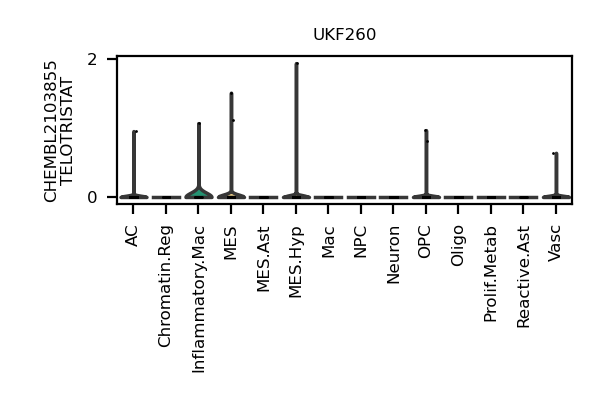 UKF260
CHEMBL2103855
TELOTRISTAT
2
0
AC
Chromatin.Reg
Inflammatory.Mac
MES
MES.Ast
MES.Hyp
Mac
NPC
Neuron
OPC
Oligo
Prolif.Metab
Reactive.Ast
Vasc